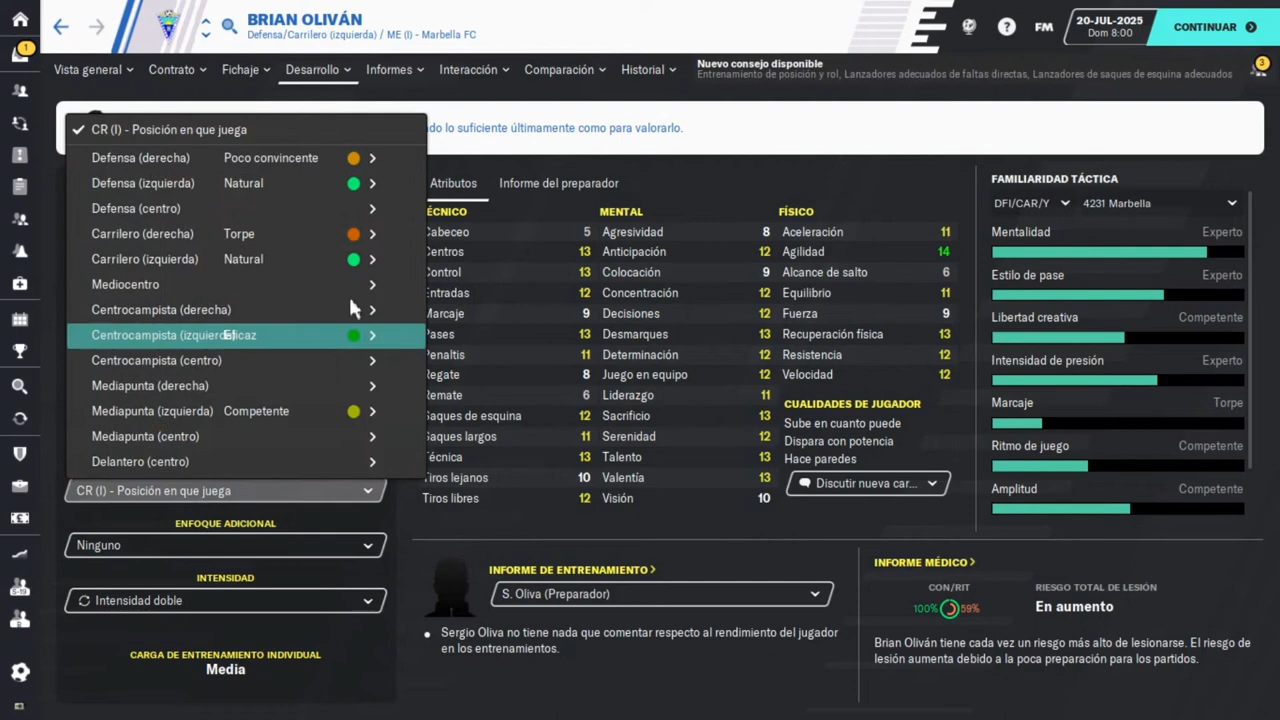 BRIAN OLIVÁN
Defensa/Carrilero (izquierda) / ME (I) - Marbella FC
FM
20-JUL-2025
Dom 8:00
CONTINUAR
1
Vista general
Contrato
Fichaje
Desarrollo
Informes
Interacción
Comparación
Historial
Nuevo consejo disponible
Entrenamiento de posición y rol, Lanzadores adecuados de faltas directas, Lanzadores de saques de esquina adecuados
3
do lo suficiente últimamente como para valorarlo.
CR (I) - Posición en que juega
Defensa (derecha) Poco convincente
Defensa (izquierda) Natural
Defensa (centro)
Carrilero (derecha) Torpe
Carrilero (izquierda) Natural
Mediocentro
Centrocampista (derecha)
Centrocampista (izquierda) Eficaz
Centrocampista (centro)
Mediapunta (derecha)
Mediapunta (izquierda) Competente
Mediapunta (centro)
Delantero (centro)
CR (I) - Posición en que juega
ENFOQUE ADICIONAL
Ninguno
INTENSIDAD
Intensidad doble
CARGA DE ENTRENAMIENTO INDIVIDUAL
Media
Atributos
Informe del preparador
ÉCNICO
Cabeceo 5
Centros 13
Control 13
Entradas 12
Marcaje 9
Pases 13
Penaltis 11
Regate 8
Remate 6
Saques de esquina 12
Saques largos 11
Técnica 13
Tiros lejanos 10
Tiros libres 12
MENTAL
Agresividad 8
Anticipación 12
Colocación 9
Concentración 12
Decisiones 12
Desmarques 13
Determinación 12
Juego en equipo 12
Liderazgo 11
Sacrificio 13
Serenidad 12
Talento 13
Valentía 13
Visión 10
FÍSICO
Aceleración 11
Agilidad 14
Alcance de salto 6
Equilibrio 11
Fuerza 9
Recuperación física 13
Resistencia 12
Velocidad 12
CUALIDADES DE JUGADOR
Sube en cuanto puede
Dispara con potencia
Hace paredes
Discutir nueva car...
FAMILIARIDAD TÁCTICA
DFI/CAR/Y
4231 Marbella
Mentalidad Experto
Estilo de pase Experto
Libertad creativa Competente
Intensidad de presión Experto
Marcaje Torpe
Ritmo de juego Competente
Amplitud Competente
INFORME DE ENTRENAMIENTO
S. Oliva (Preparador)
Sergio Oliva no tiene nada que comentar respecto al rendimiento del jugador
en los entrenamientos.
INFORME MÉDICO
CON/RIT
100% 59%
RIESGO TOTAL DE LESIÓN
En aumento
Brian Oliván tiene cada vez un riesgo más alto de lesionarse. El riesgo de
lesión aumenta debido a la poca preparación para los partidos.